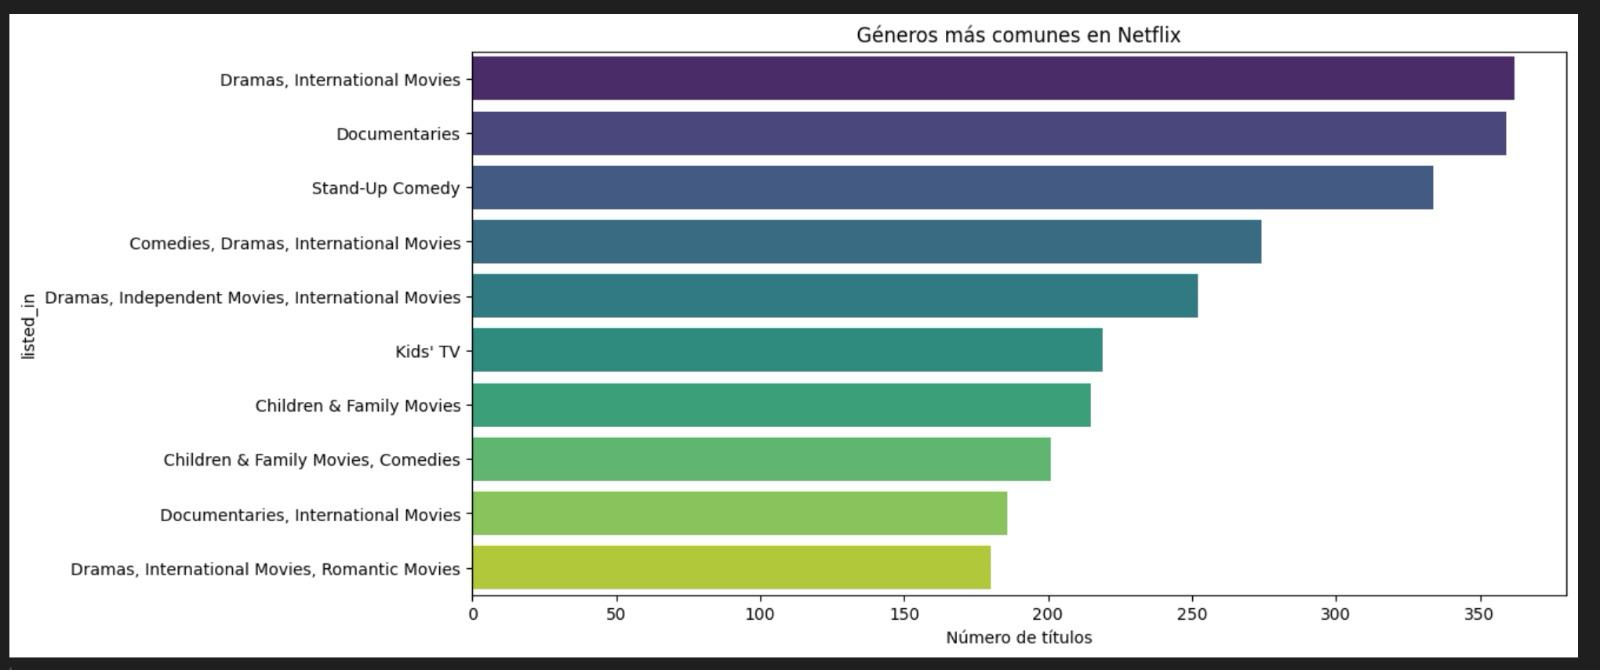 Géneros más comunes en Netflix
Dramas, International Movies
Documentaries
Stand-Up Comedy
Comedies, Dramas, International Movies
Dramas, Independent Movies, International Movies
Kids' TV
Children & Family Movies
Children & Family Movies, Comedies
Documentaries, International Movies
Dramas, International Movies, Romantic Movies
listed_in
0 50 100 150 200 250 300 350
Número de títulos